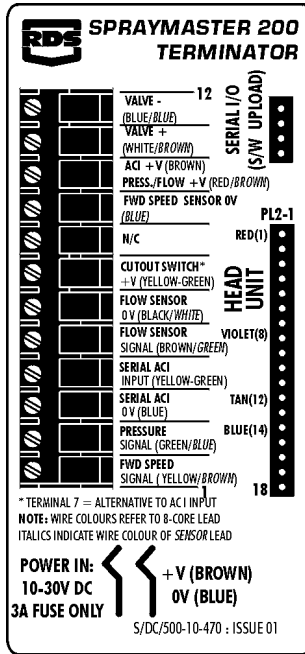 RDS
SPRAYMASTER 200
TERMINATOR
12
VALVE -
(BLUE/BLUE)
VALVE +
(WHITE/BROWN)
ACI +V (BROWN)
PRESS./FLOW +V (RED/BROWN)
FWD SPEED SENSOR 0V
(BLUE)
N/C
CUTOUT SWITCH*
+V (YELLOW-GREEN)
FLOW SENSOR
0V (BLACK/WHITE)
FLOW SENSOR
SIGNAL (BROWN/GREEN)
SERIAL ACI
INPUT (YELLOW-GREEN)
SERIAL ACI
0V (BLUE)
PRESSURE
SIGNAL (GREEN/BLUE)
FWD SPEED
SIGNAL (YELLOW/BROWN)
1
SERIAL I/O
(S/W UPLOAD)
PL2-1
RED(1)
HEAD
UNIT
VIOLET(8)
TAN(12)
BLUE(14)
18
* TERMINAL 7 = ALTERNATIVE TO ACI INPUT
NOTE: WIRE COLOURS REFER TO 8-CORE LEAD
ITALICS INDICATE WIRE COLOUR OF SENSOR LEAD
POWER IN:
10-30V DC
3A FUSE ONLY
+V (BROWN)
0V (BLUE)
S/DC/500-10-470 : ISSUE 01